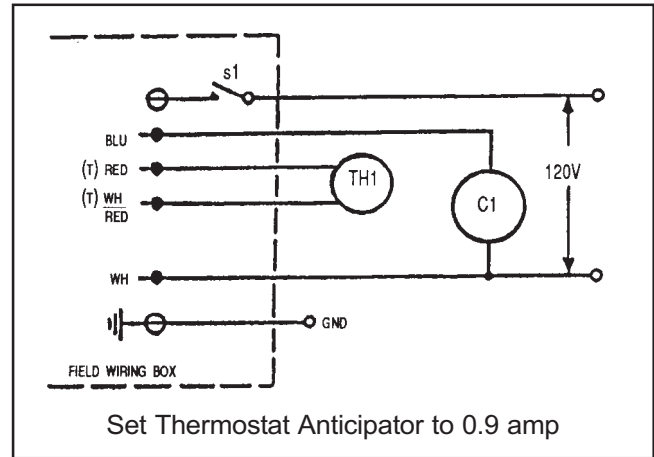 s1
BLU
(T) RED
TH1
120V
(T) WH
RED
C1
WH
GND
FIELD WIRING BOX
Set Thermostat Anticipator to 0.9 amp